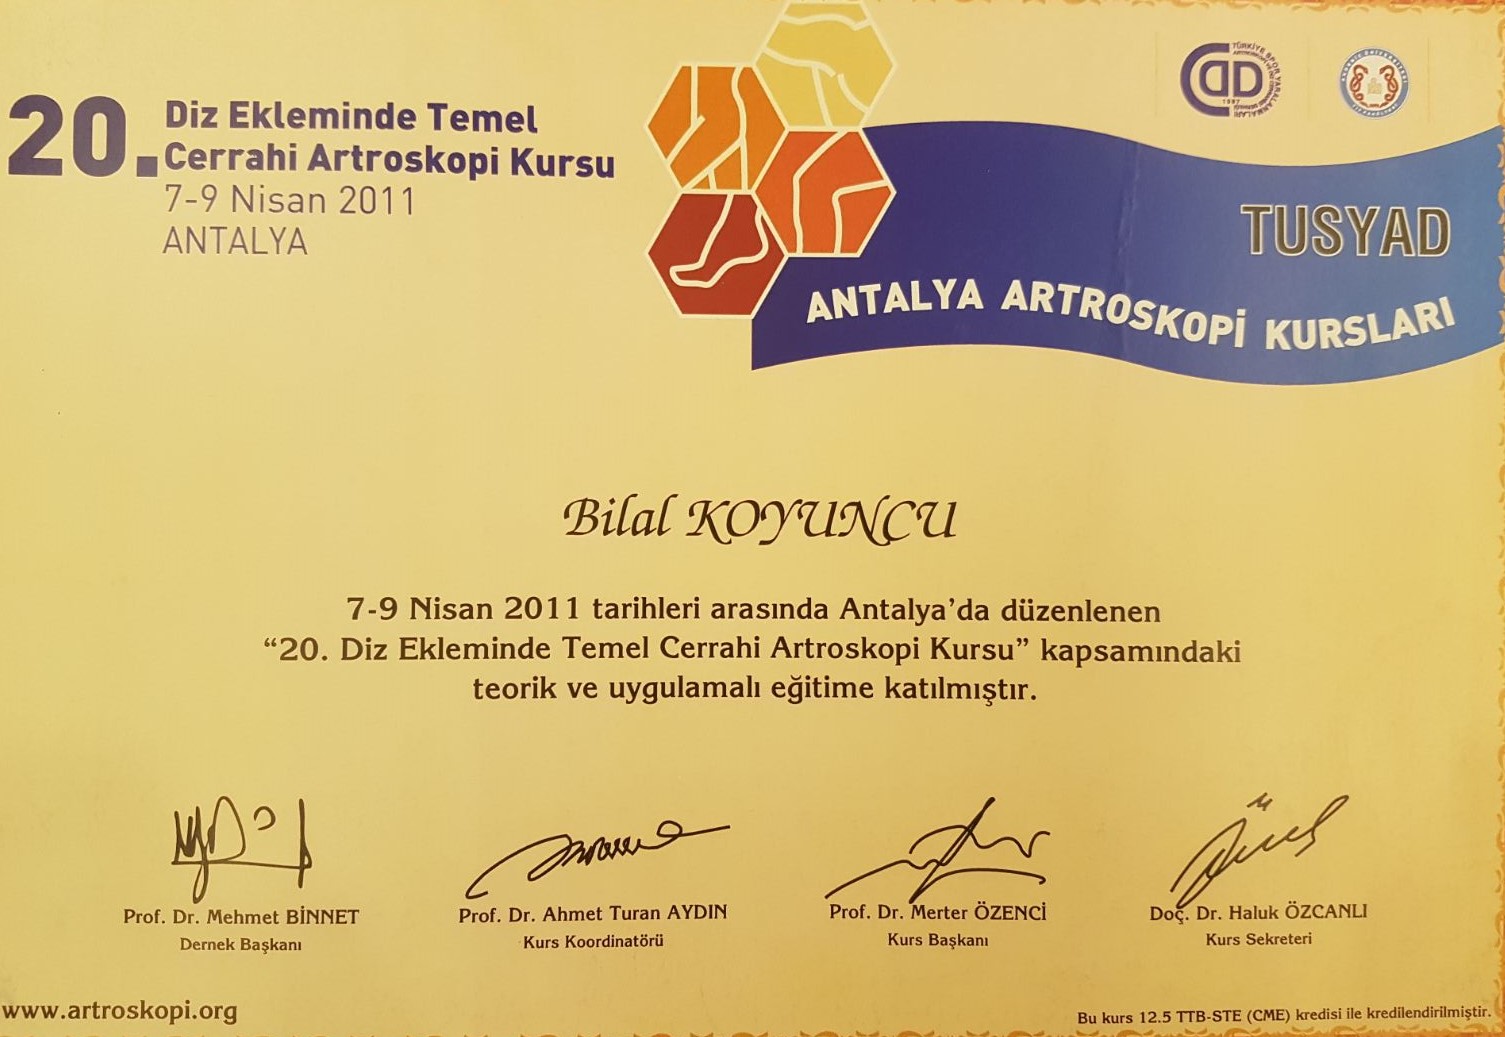 20. Diz Ekleminde Temel
Cerrahi Artroskopi Kursu
7-9 Nisan 2011
ANTALYA
1997
TUSYAD
ANTALYA ARTROSKOPİ KURSLARI
Bilal KOYUNCU
7-9 Nisan 2011 tarihleri arasında Antalya'da düzenlenen
“20. Diz Ekleminde Temel Cerrahi Artroskopi Kursu” kapsamındaki
teorik ve uygulamalı eğitime katılmıştır.
Prof. Dr. Mehmet BİNNET
Dernek Başkanı
Prof. Dr. Ahmet Turan AYDIN
Kurs Koordinatörü
Prof. Dr. Merter ÖZENCİ
Kurs Başkanı
Doç. Dr. Haluk ÖZCANLI
Kurs Sekreteri
www.artroskopi.org
Bu kurs 12.5 TTB-STE (CME) kredisi ile kredilendirilmiştir.